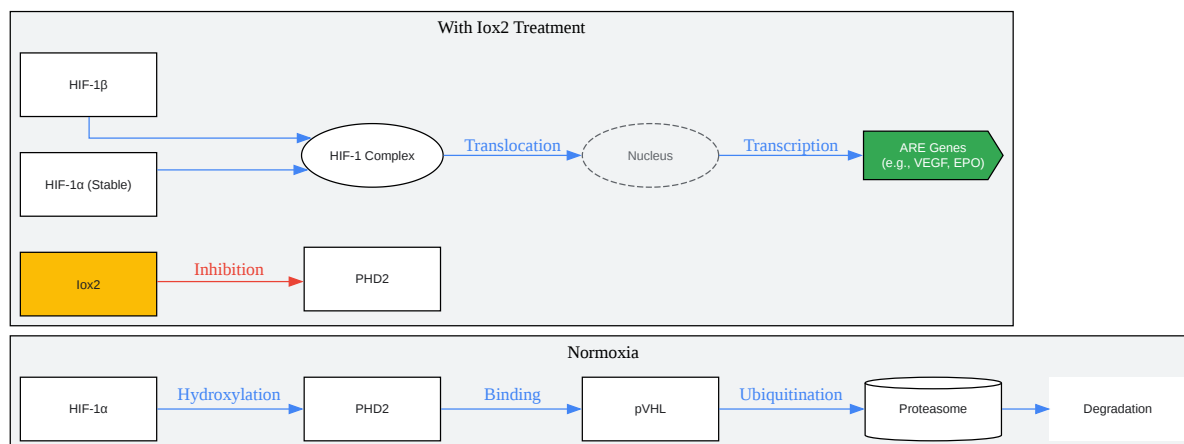 With Iox2 Treatment
HIF-1β
HIF-1α (Stable)
HIF-1 Complex
Translocation
Nucleus
Transcription
ARE Genes
(e.g., VEGF, EPO)
Iox2
Inhibition
PHD2
Normoxia
HIF-1α
Hydroxylation
PHD2
Binding
pVHL
Ubiquitination
Proteasome
Degradation